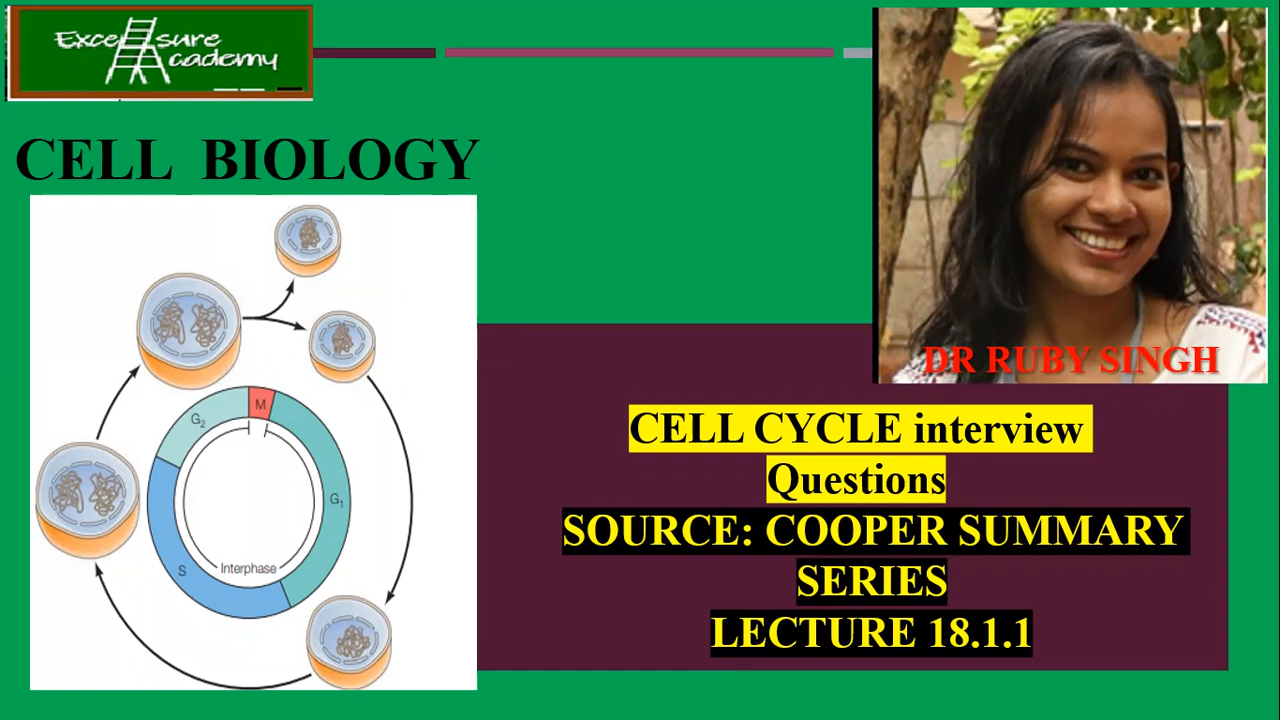 Excel sure
Academy
CELL BIOLOGY
DR RUBY SINGH
M
G2
G1
S
Interphase
CELL CYCLE interview
Questions
SOURCE: COOPER SUMMARY
SERIES
LECTURE 18.1.1